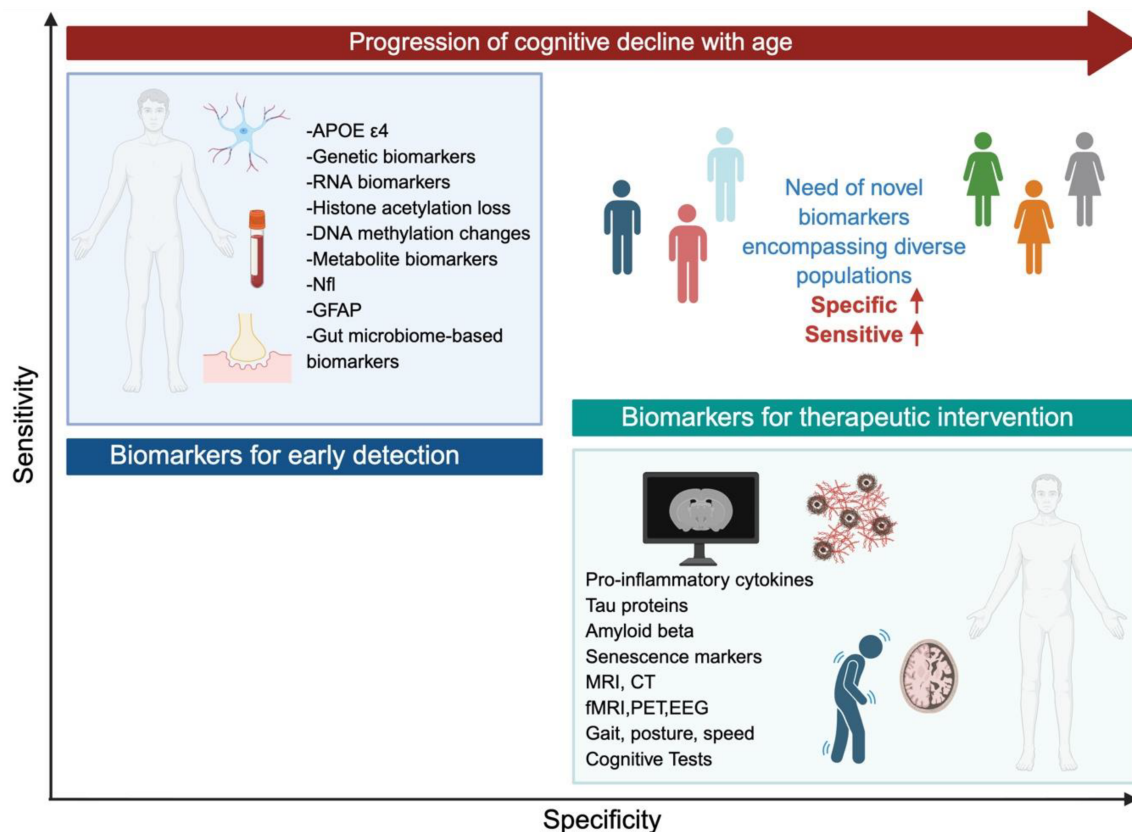 Progression of cognitive decline with age
-APOE ε4
-Genetic biomarkers
-RNA biomarkers
-Histone acetylation loss
-DNA methylation changes
-Metabolite biomarkers
-Nfl
-GFAP
-Gut microbiome-based
biomarkers
Need of novel
biomarkers
encompassing diverse
populations
Specific
Sensitive
Sensitivity
Biomarkers for early detection
Biomarkers for therapeutic intervention
Pro-inflammatory cytokines
Tau proteins
Amyloid beta
Senescence markers
MRI, CT
fMRI,PET,EEG
Gait, posture, speed
Cognitive Tests
Specificity